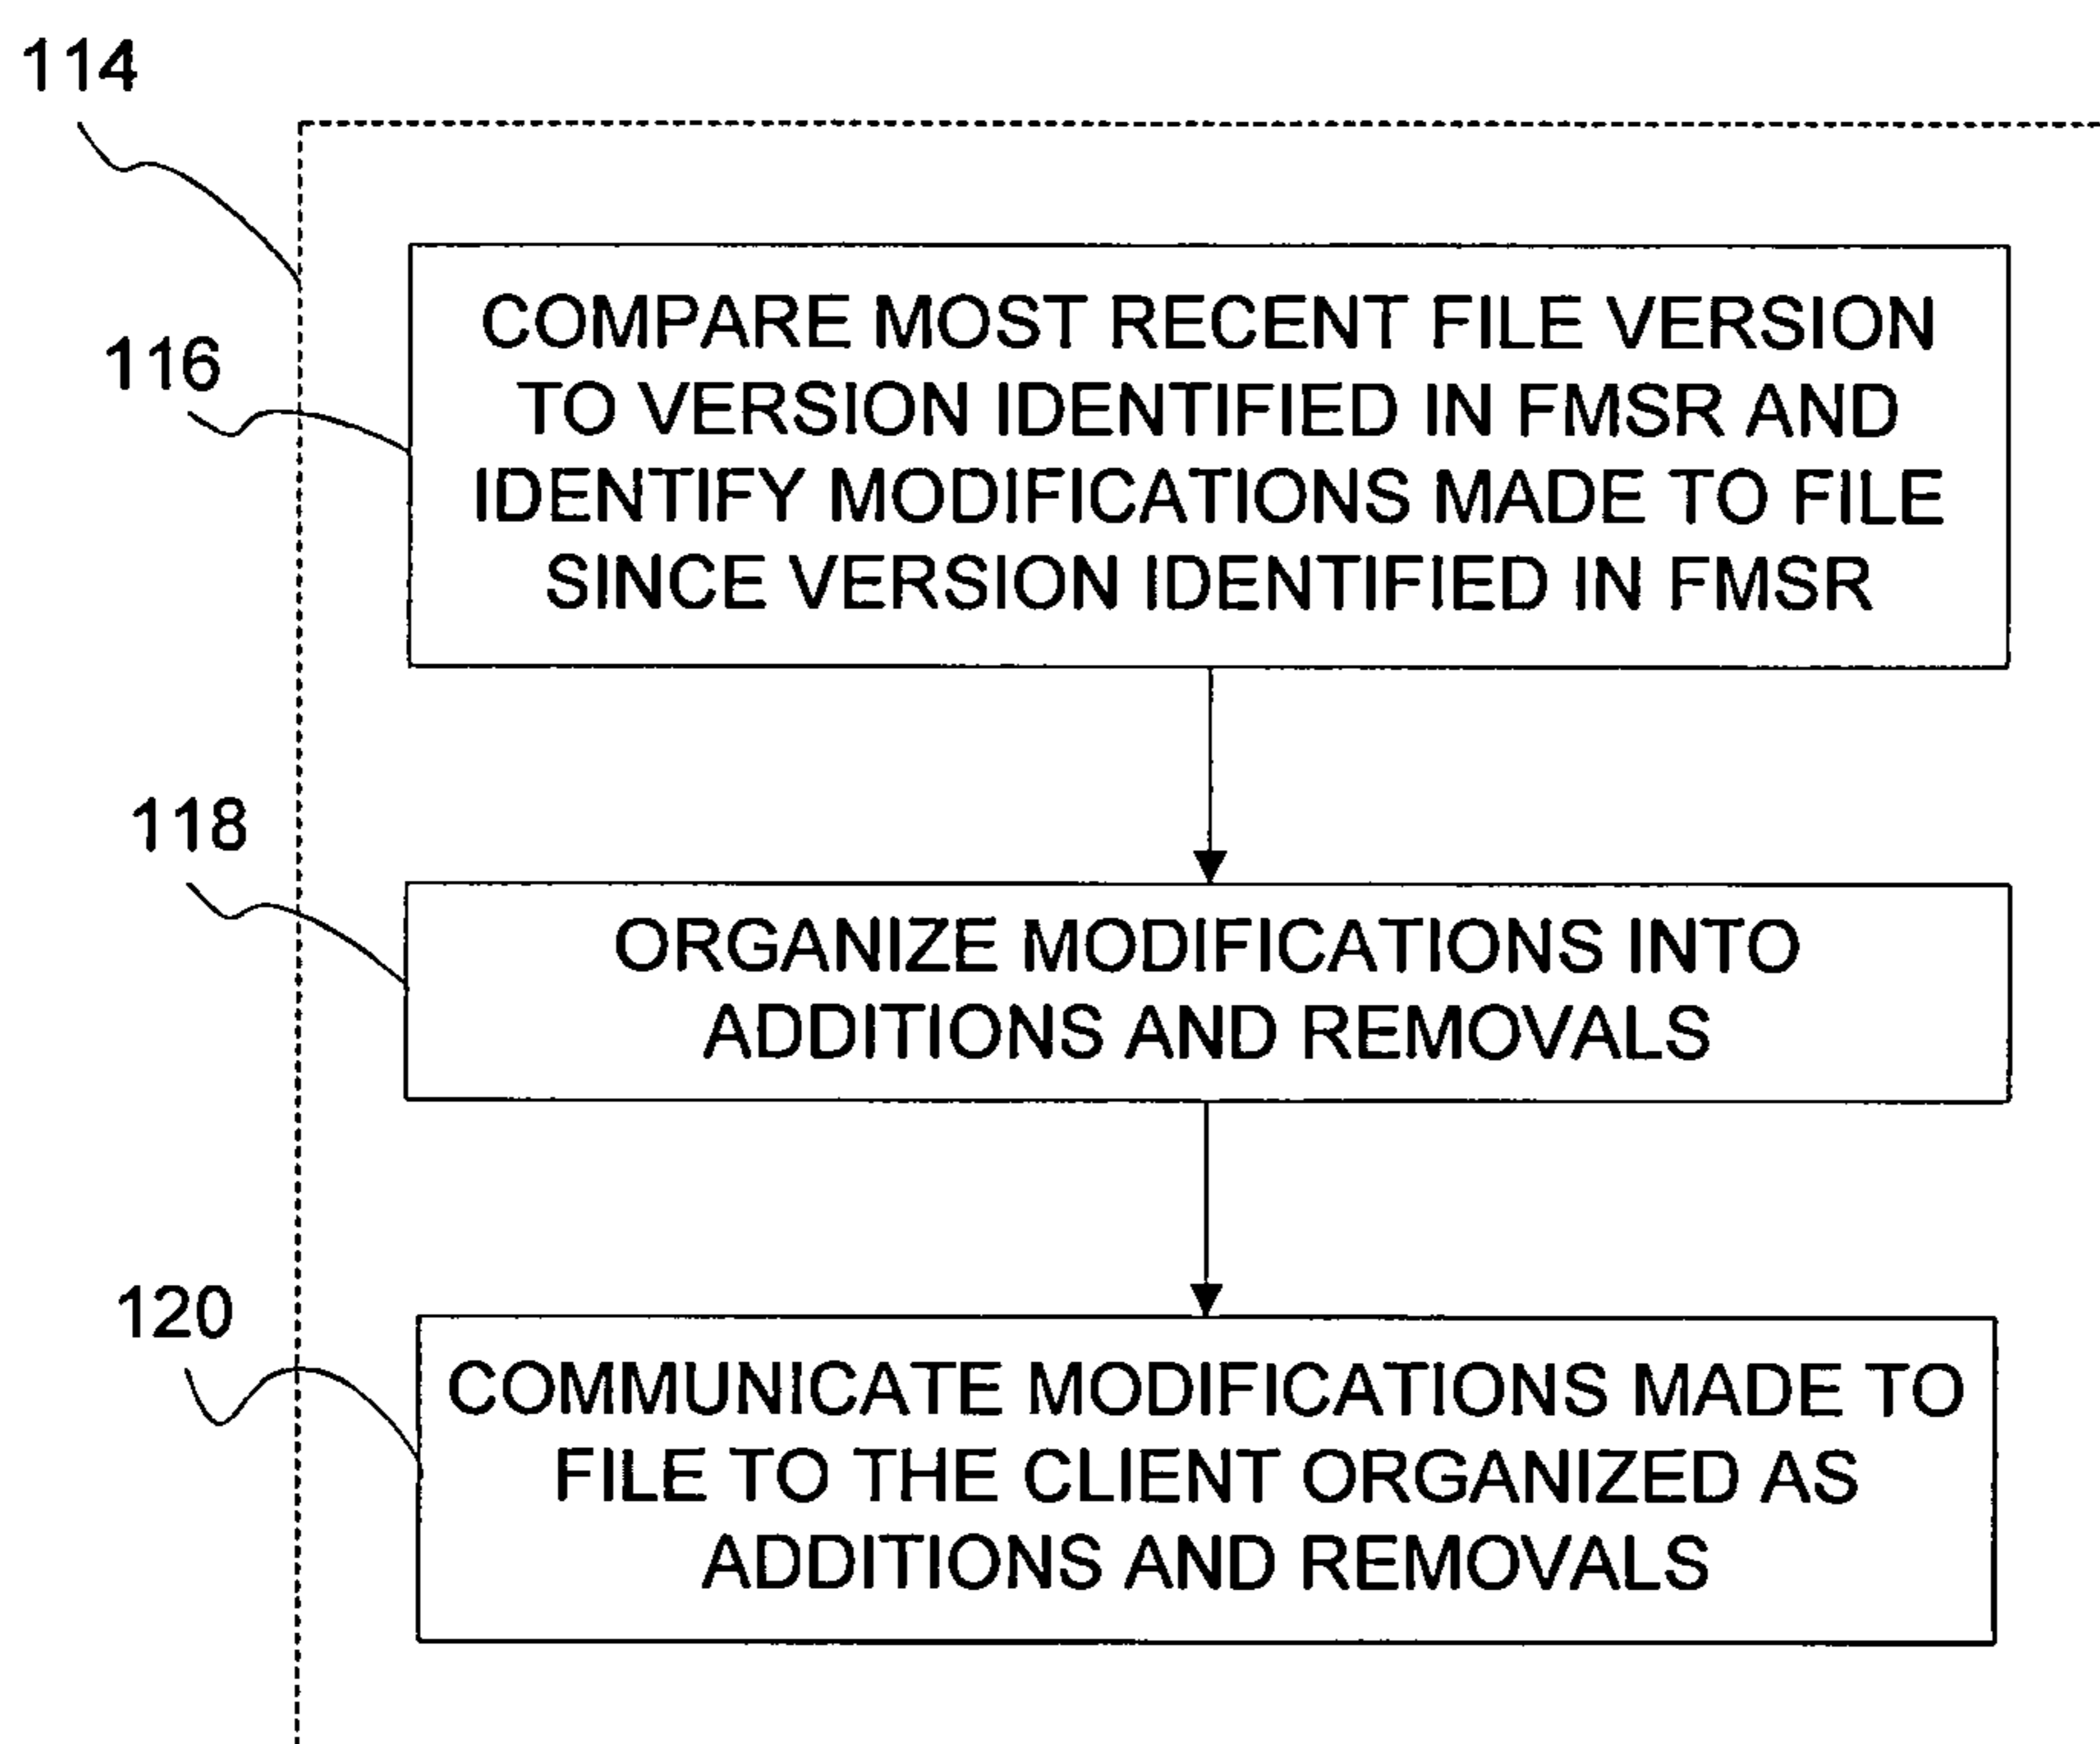 114
116
COMPARE MOST RECENT FILE VERSION
TO VERSION IDENTIFIED IN FMSR AND
IDENTIFY MODIFICATIONS MADE TO FILE
SINCE VERSION IDENTIFIED IN FMSR
118
ORGANIZE MODIFICATIONS INTO
ADDITIONS AND REMOVALS
120
COMMUNICATE MODIFICATIONS MADE TO
FILE TO THE CLIENT ORGANIZED AS
ADDITIONS AND REMOVALS